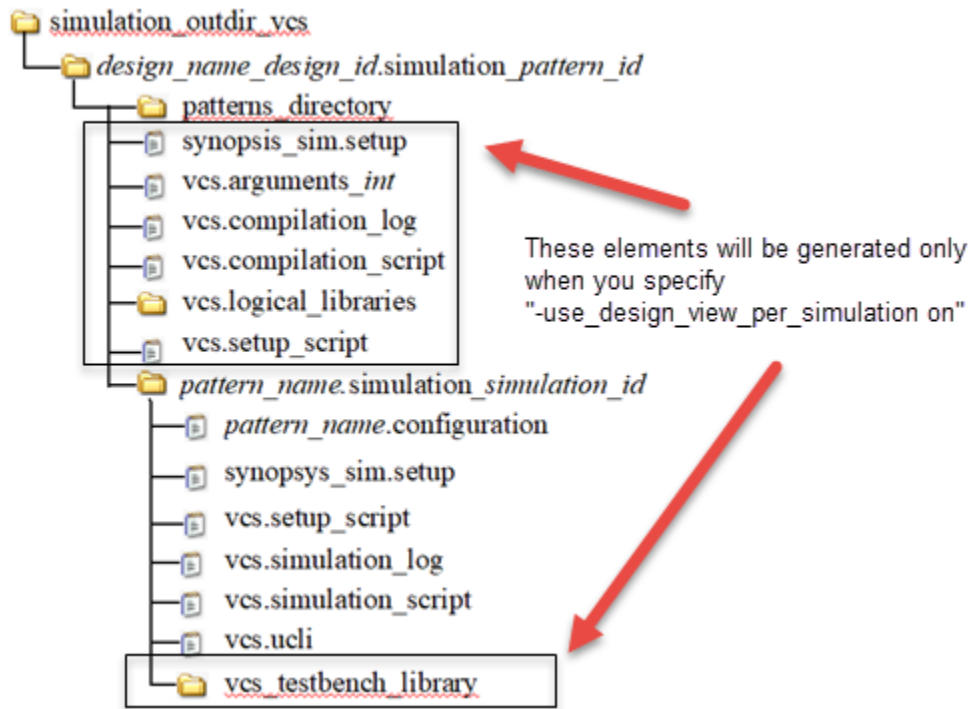 simulation_outdir_vcs
design_name_design_id.simulation_pattern_id
patterns_directory
synopsis_sim.setup
vcs.arguments_int
vcs.compilation_log
vcs.compilation_script
vcs.logical_libraries
vcs.setup_script
These elements will be generated only
when you specify
"-use_design_view_per_simulation on"
pattern_name.simulation_simulation_id
pattern_name.configuration
synopsys_sim.setup
vcs.setup_script
vcs.simulation_log
vcs.simulation_script
vcs.ucli
vcs_testbench_library